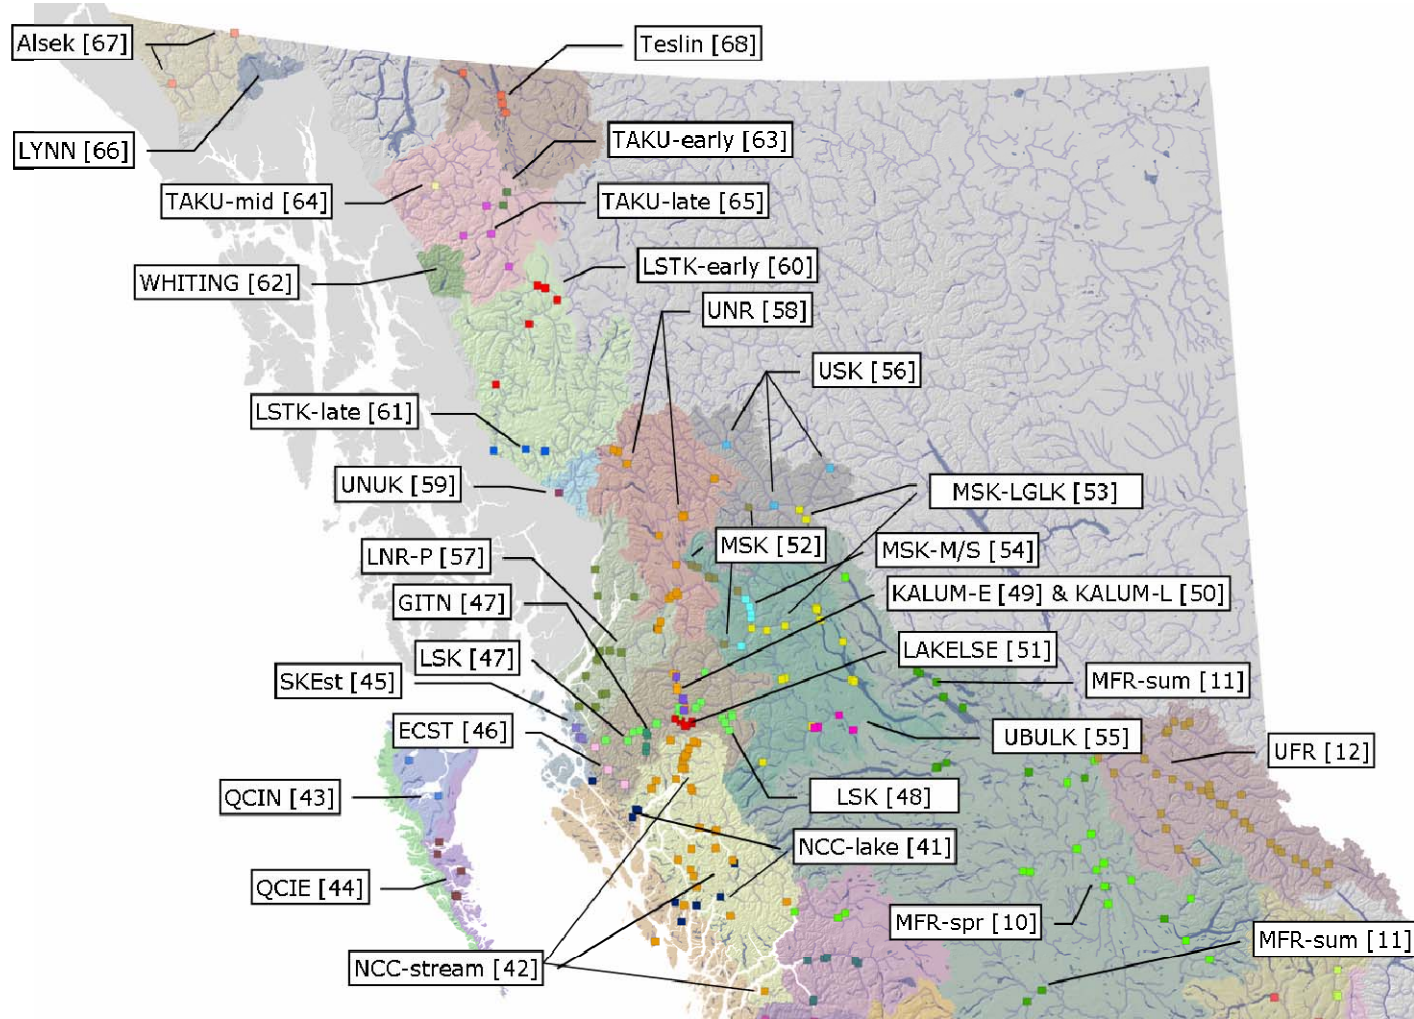 Alsek [67]
Teslin [68]
LYNN [66]
TAKU-early [63]
TAKU-mid [64]
TAKU-late [65]
WHITING [62]
LSTK-early [60]
UNR [58]
USK [56]
LSTK-late [61]
UNUK [59]
MSK-LGLK [53]
MSK [52]
MSK-M/S [54]
LNR-P [57]
KALUM-E [49] & KALUM-L [50]
GITN [47]
LSK [47]
LAKELSE [51]
SKEst [45]
MFR-sum [11]
ECST [46]
UBULK [55]
UFR [12]
QCIN [43]
LSK [48]
NCC-lake [41]
QCIE [44]
MFR-spr [10]
MFR-sum [11]
NCC-stream [42]